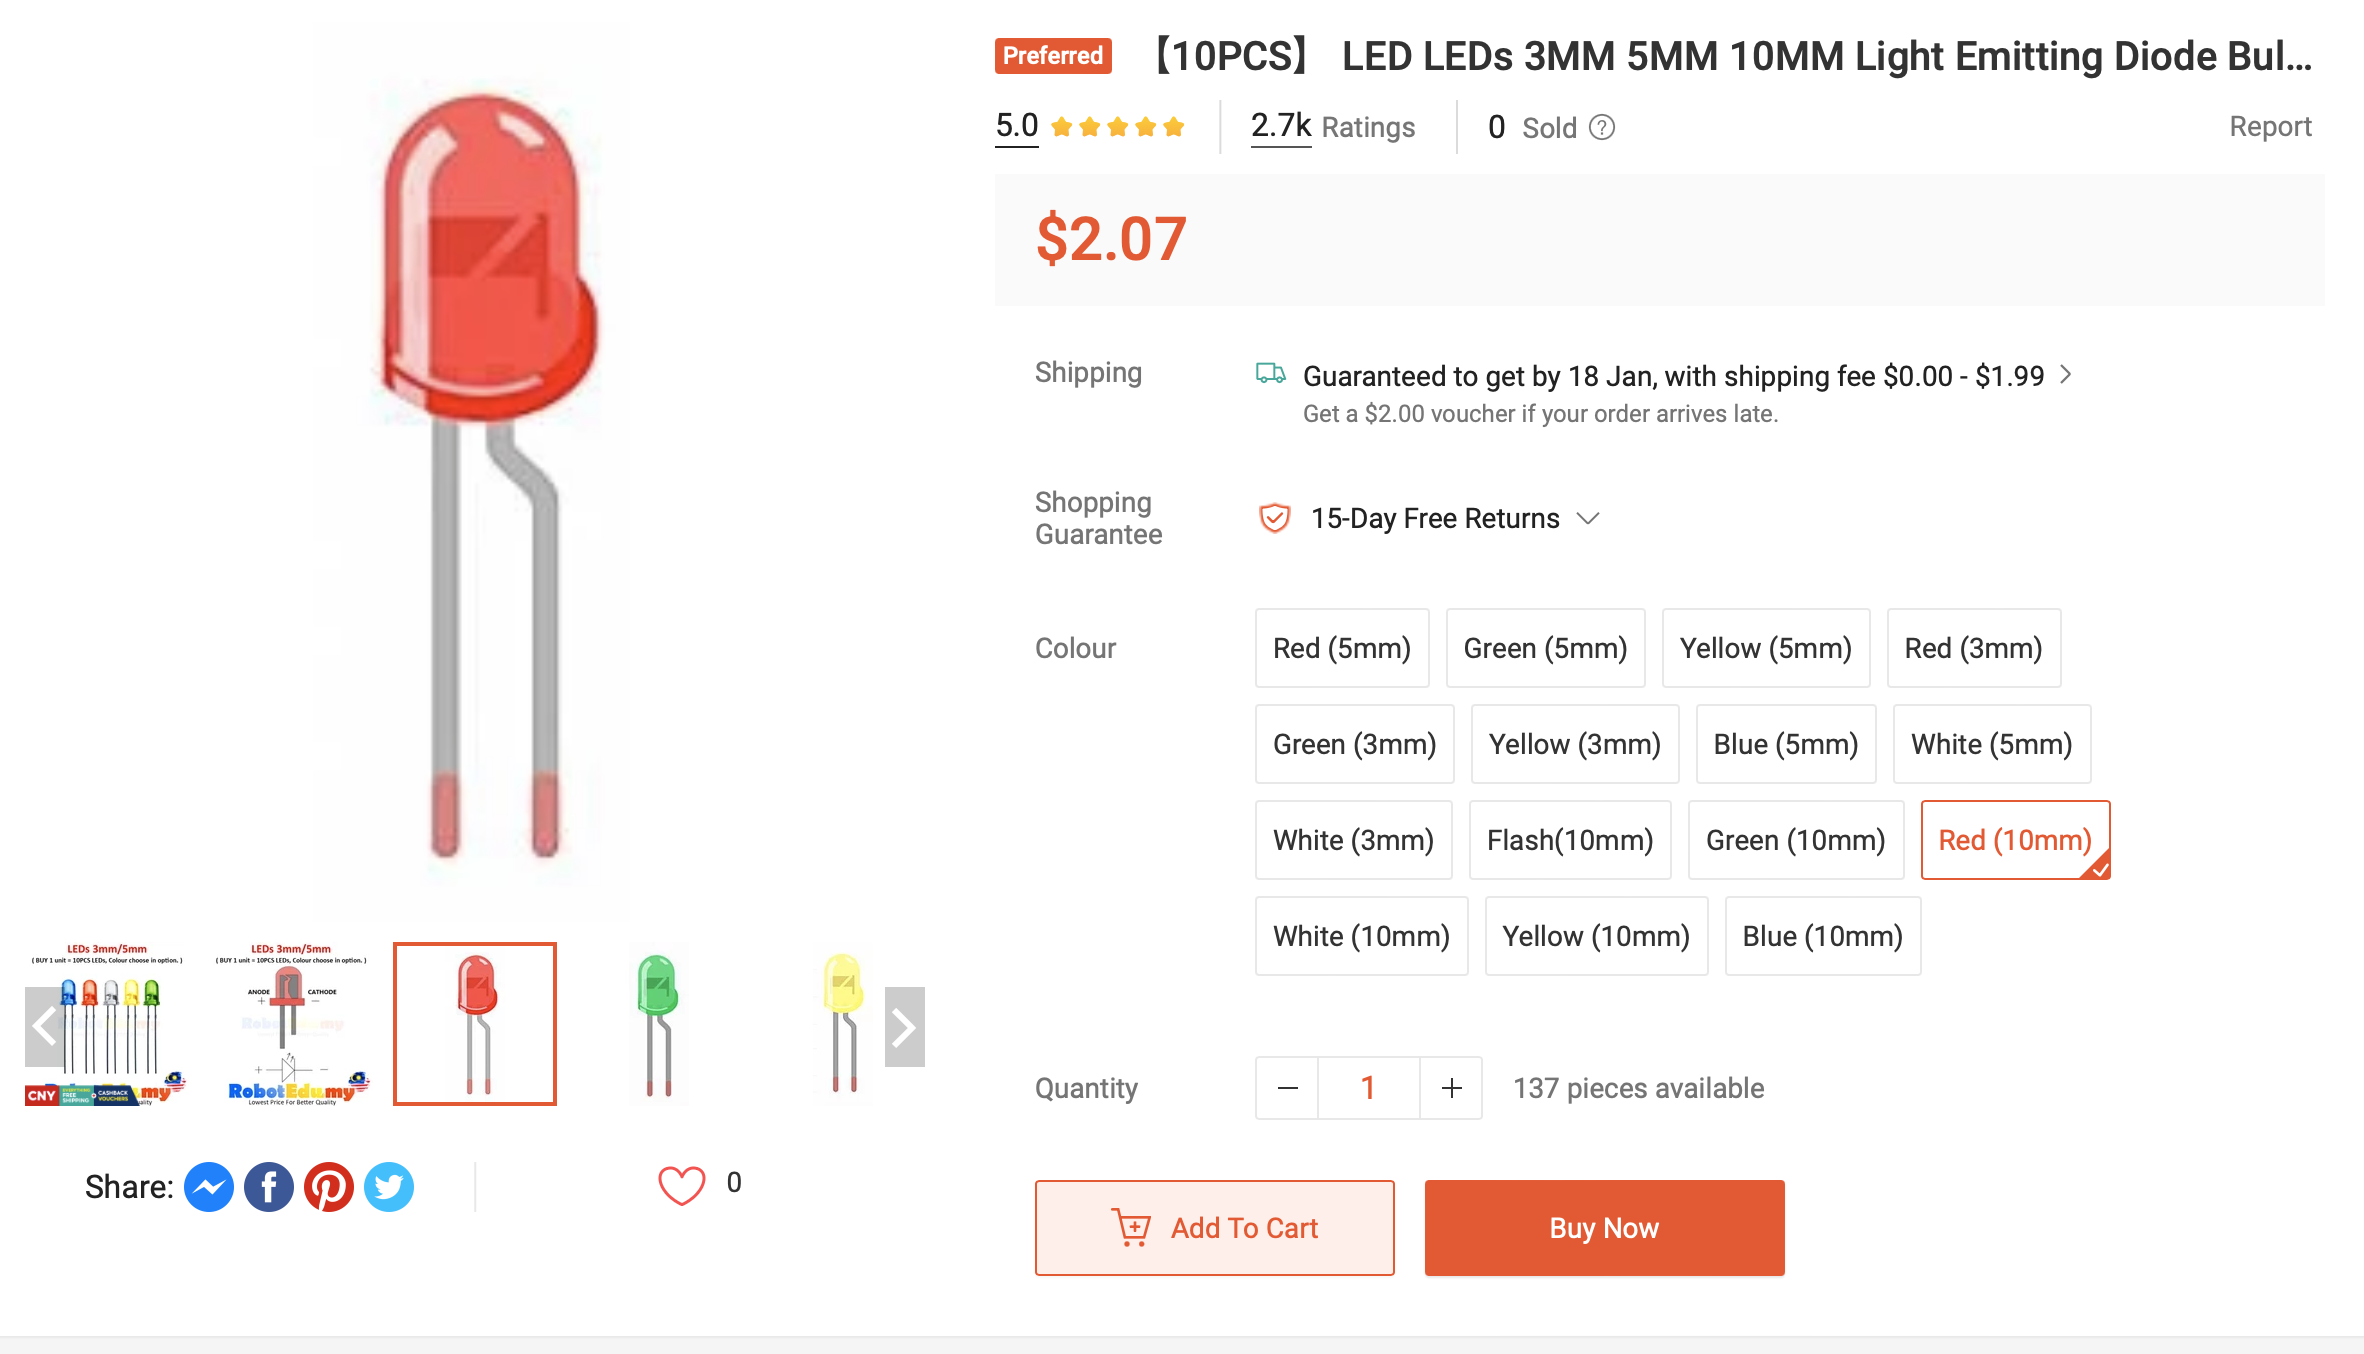 Preferred 【10PCS】 LED LEDs 3MM 5MM 10MM Light Emitting Diode Bul...
5.0 2.7k Ratings 0 Sold ? Report
$2.07
Shipping Guaranteed to get by 18 Jan, with shipping fee $0.00 - $1.99
Get a $2.00 voucher if your order arrives late.
Shopping Guarantee 15-Day Free Returns
Colour Red (5mm) Green (5mm) Yellow (5mm) Red (3mm)
Green (3mm) Yellow (3mm) Blue (5mm) White (5mm)
White (3mm) Flash(10mm) Green (10mm) Red (10mm)
White (10mm) Yellow (10mm) Blue (10mm)
Quantity 1 137 pieces available
Add To Cart Buy Now
LEDs 3mm/5mm
( BUY 1 unit = 10PCS LEDs, Colour choose in option. )
CNY
FREE SHIPPING + CASHBACK VOUCHERS
my
LEDs 3mm/5mm
( BUY 1 unit = 10PCS LEDs, Colour choose in option. )
ANODE CATHODE
+ −
+ −
RobotEdu.my
Lowest Price For Better Quality
Share: 0